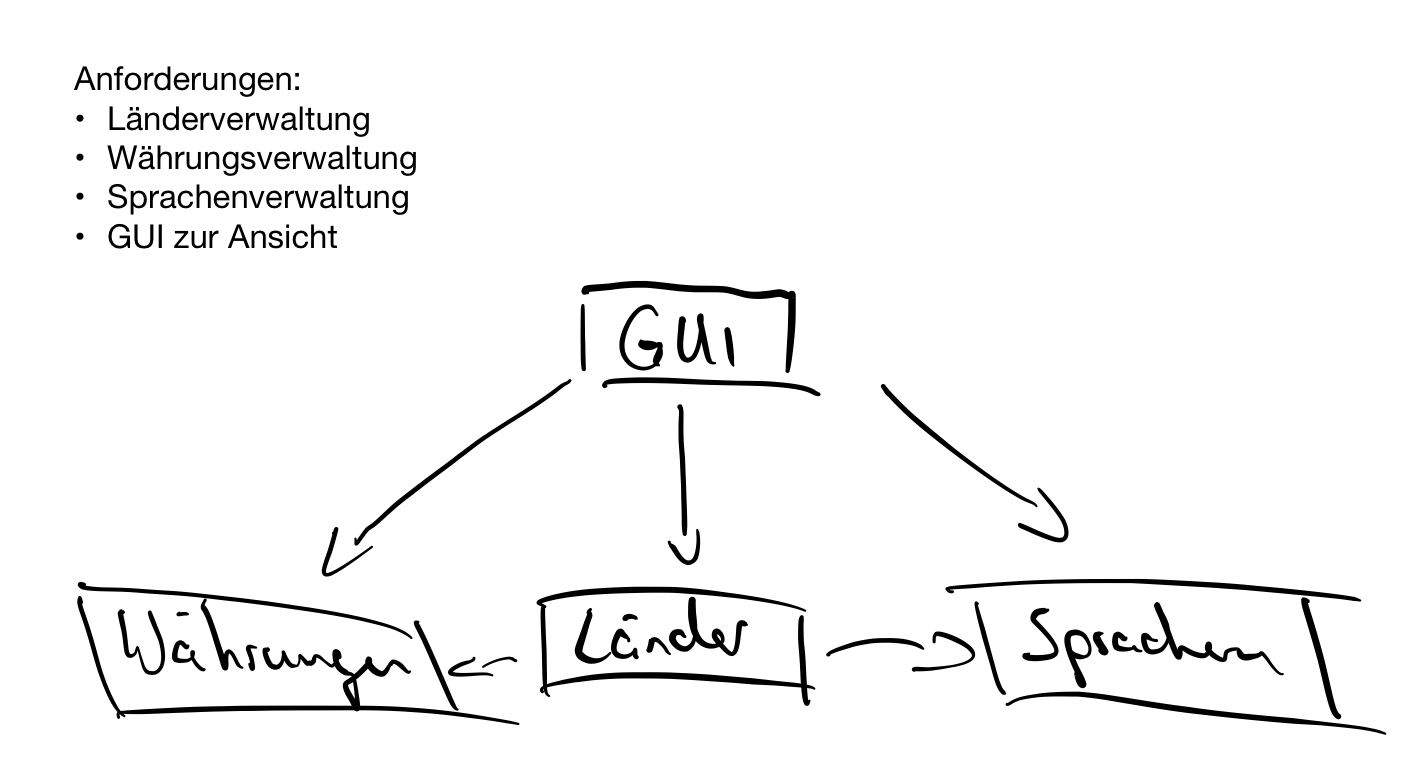 Anforderungen:
• Länderverwaltung
• Währungsverwaltung
• Sprachenverwaltung
• GUI zur Ansicht
GUI
Währungen
Länder
Sprachen